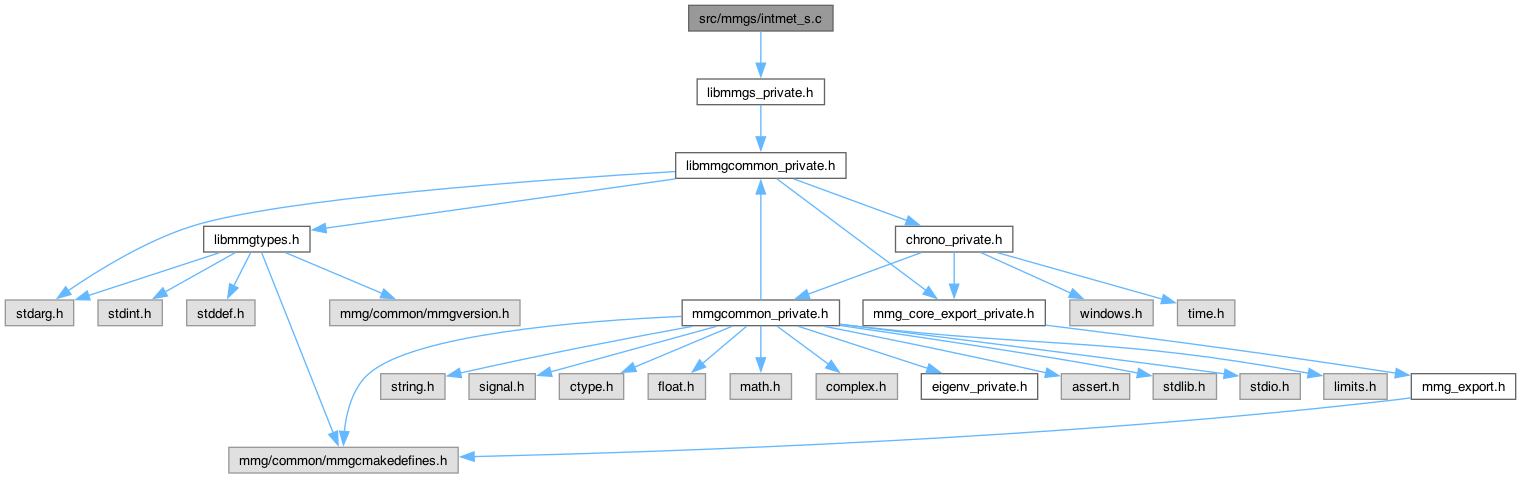 src/mmgs/intmet_s.c
libmmgs_private.h
libmmgcommon_private.h
libmmgtypes.h
chrono_private.h
stdarg.h
stdint.h
stddef.h
mmg/common/mmgversion.h
mmgcommon_private.h
mmg_core_export_private.h
windows.h
time.h
string.h
signal.h
ctype.h
float.h
math.h
complex.h
eigenv_private.h
assert.h
stdlib.h
stdio.h
limits.h
mmg_export.h
mmg/common/mmgcmakedefines.h